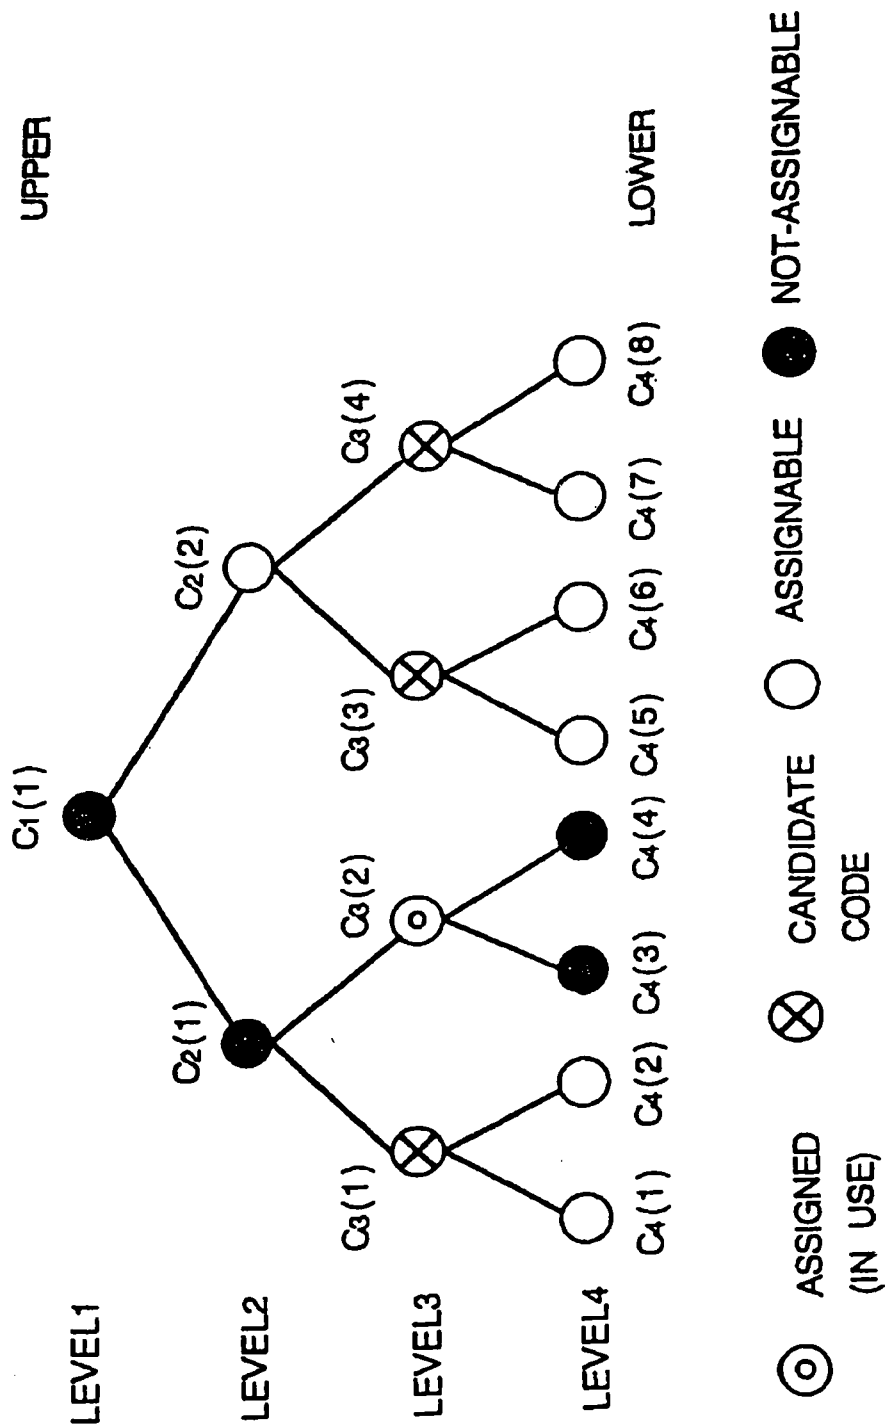 UPPER
C1(1)
LEVEL1
C2(1)
C2(2)
LEVEL2
C3(1)
C3(2)
C3(3)
C3(4)
LEVEL3
LEVEL4
C4(1)
C4(2)
C4(3)
C4(4)
C4(5)
C4(6)
C4(7)
C4(8)
LOWER
ASSIGNED
(IN USE)
CANDIDATE
CODE
ASSIGNABLE
NOT-ASSIGNABLE